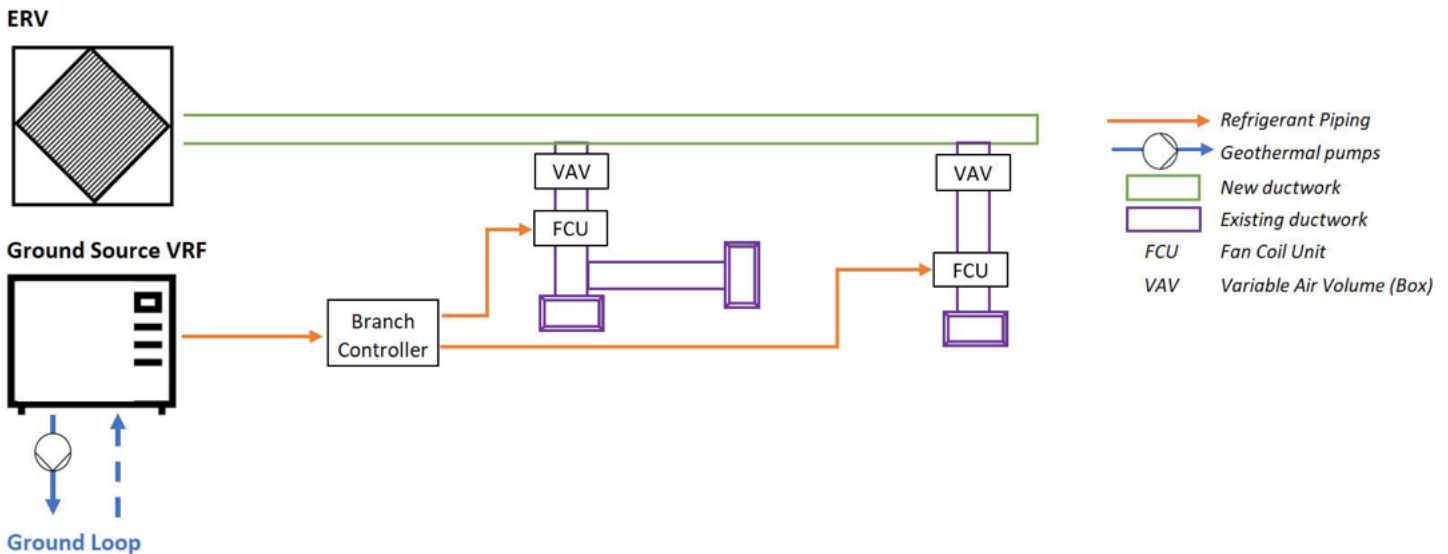 ERV
Refrigerant Piping
Geothermal pumps
VAV
VAV
New ductwork
Existing ductwork
FCU
FCU Fan Coil Unit
Ground Source VRF
FCU
VAV Variable Air Volume (Box)
Branch
Controller
Ground Loop